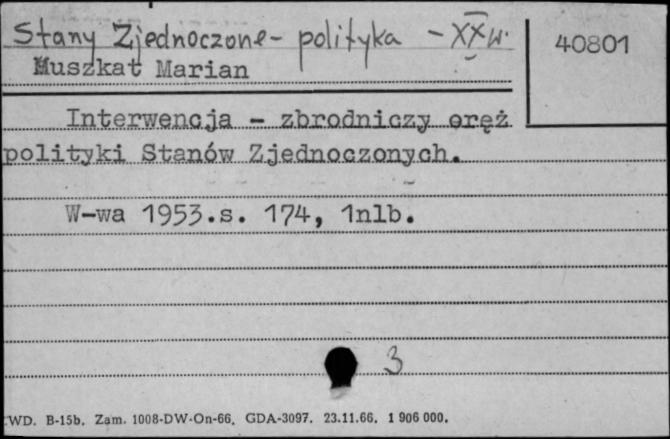 Stany Zjednoczone - polityka - XX w.
40801
Muszkat Marian
Interwencja - zbrodniczy oręż
polityki Stanów Zjednoczonych.
W-wa 1953.s. 174, 1nlb.
3
WD. B-15b. Zam. 1008-DW-On-66. GDA-3097. 23.11.66. 1 906 000.